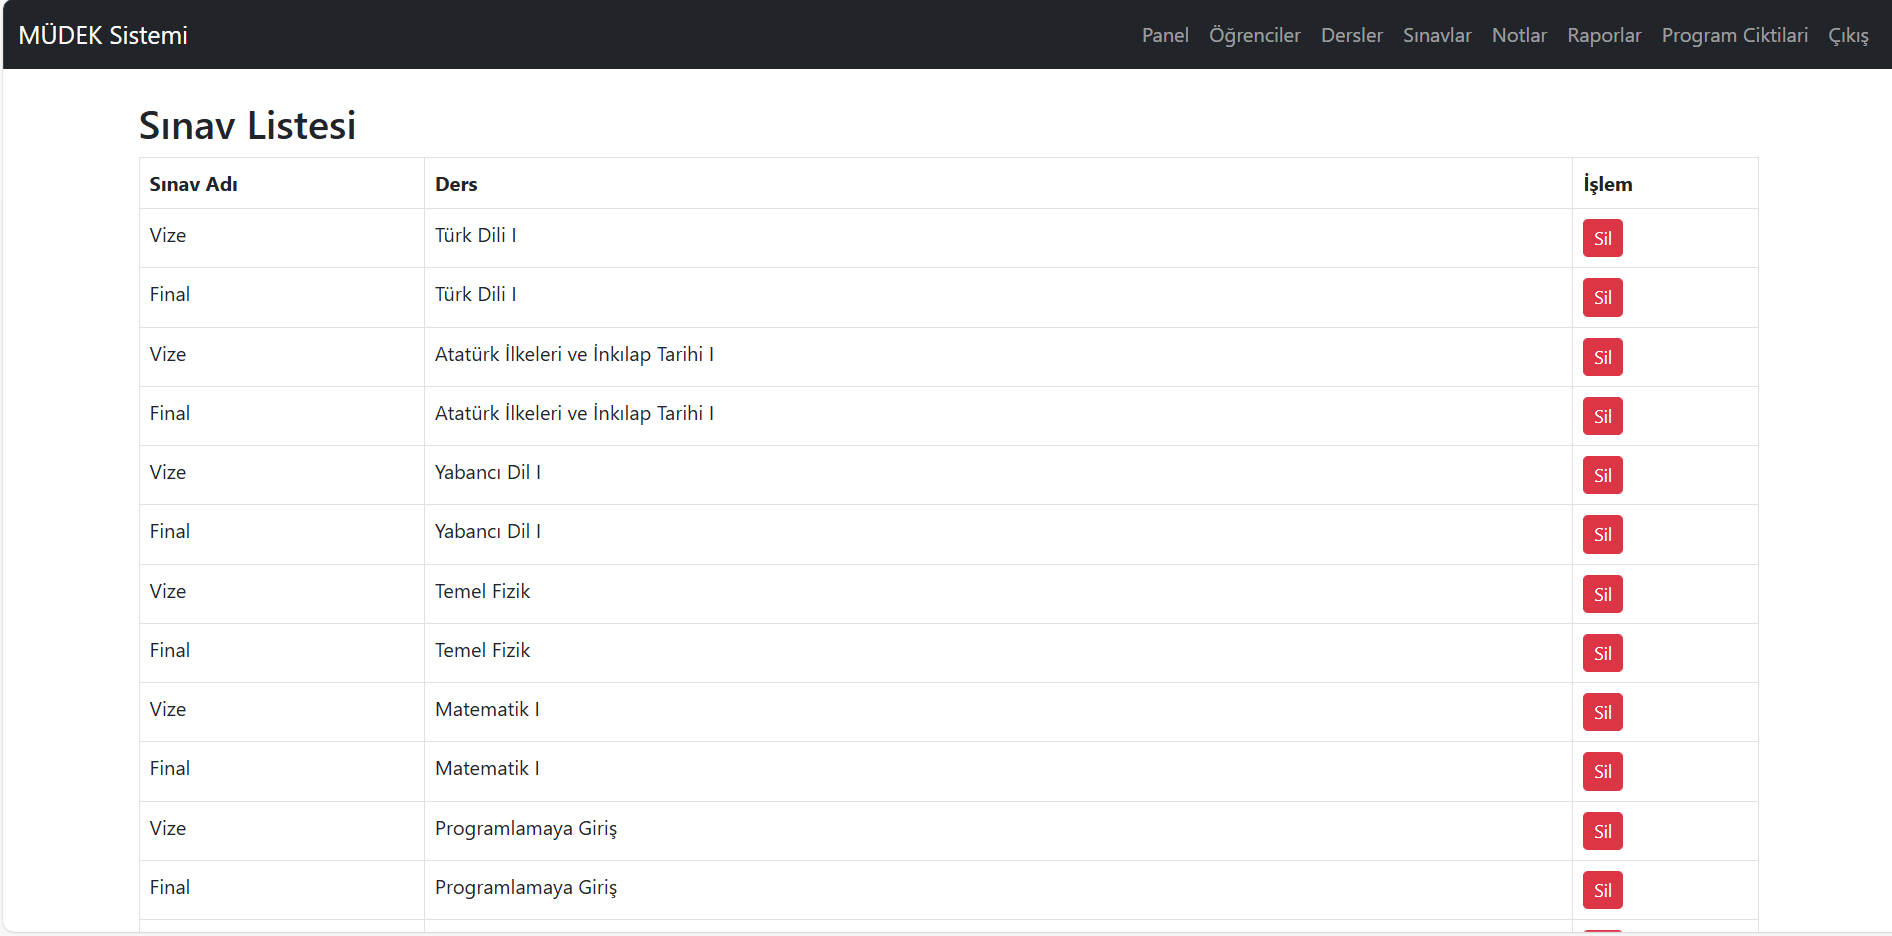 MÜDEK Sistemi Panel Öğrenciler Dersler Sınavlar Notlar Raporlar Program Ciktilari Çıkış
Sınav Listesi
Sınav Adı Ders İşlem
Vize Türk Dili I Sil
Final Türk Dili I Sil
Vize Atatürk İlkeleri ve İnkılap Tarihi I Sil
Final Atatürk İlkeleri ve İnkılap Tarihi I Sil
Vize Yabancı Dil I Sil
Final Yabancı Dil I Sil
Vize Temel Fizik Sil
Final Temel Fizik Sil
Vize Matematik I Sil
Final Matematik I Sil
Vize Programlamaya Giriş Sil
Final Programlamaya Giriş Sil